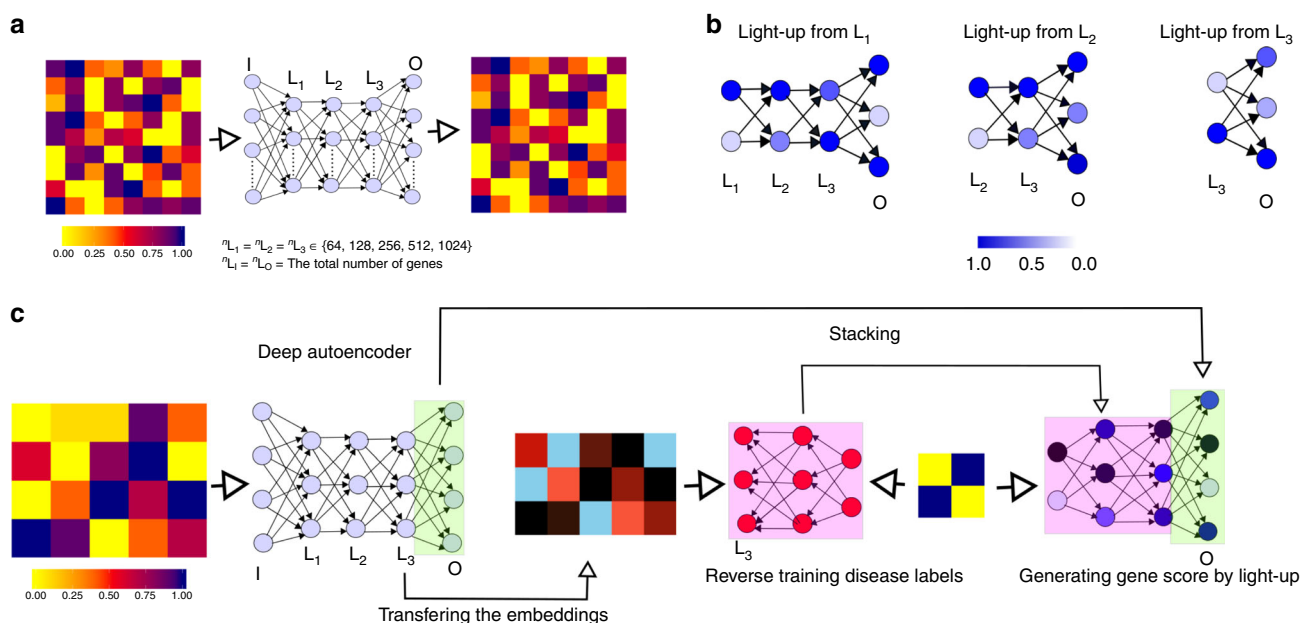 a
I
L1
L2
L3
O
0.00 0.25 0.50 0.75 1.00
nL1 = nL2 = nL3 ∈ {64, 128, 256, 512, 1024}
nLI = nLO = The total number of genes
b
Light-up from L1
Light-up from L2
Light-up from L3
L1 L2 L3 O
L2 L3 O
L3 O
1.0 0.5 0.0
c
Deep autoencoder
Stacking
I
L1
L2
L3
O
0.00 0.25 0.50 0.75 1.00
Transfering the embeddings
L3
Reverse training disease labels
O
Generating gene score by light-up